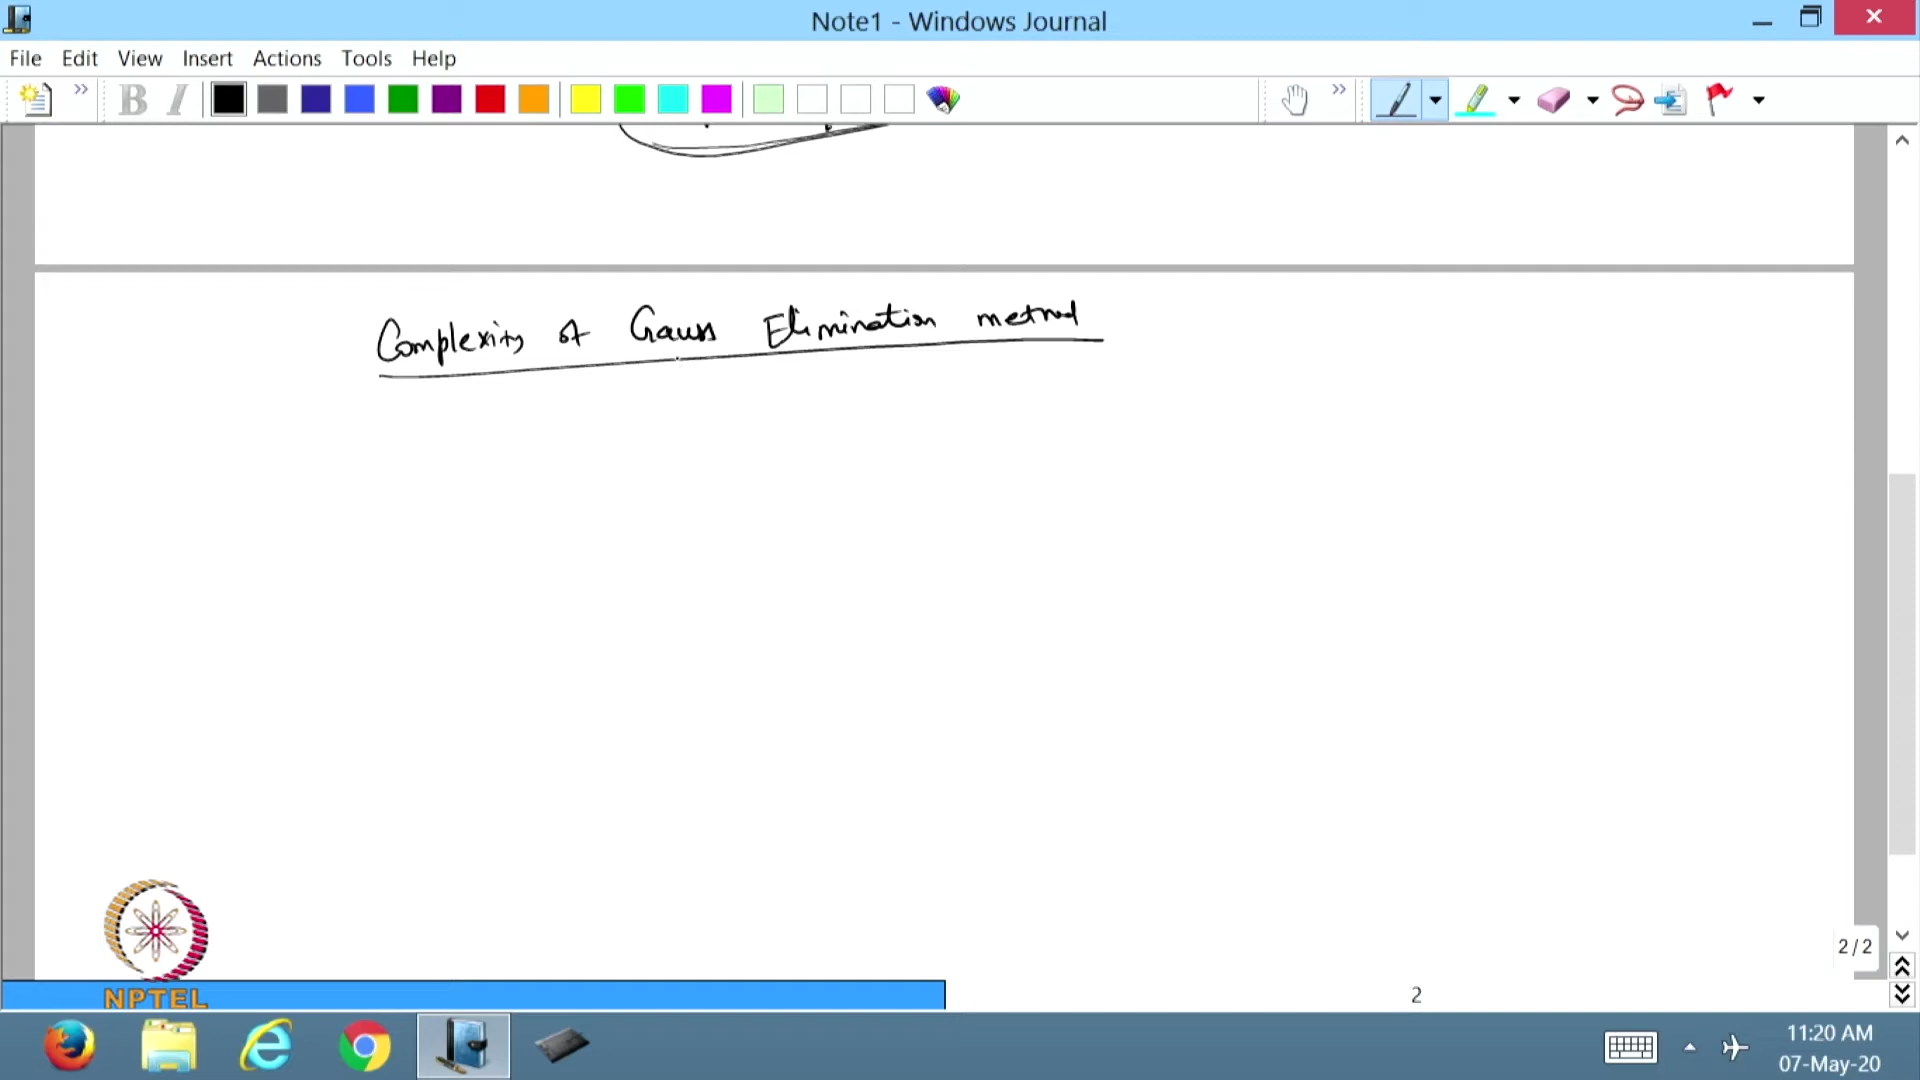 Note1 - Windows Journal
File Edit View Insert Actions Tools Help
B I
Complexity of Gauss Elimination method
2 / 2
NPTEL
2
11:20 AM
07-May-20